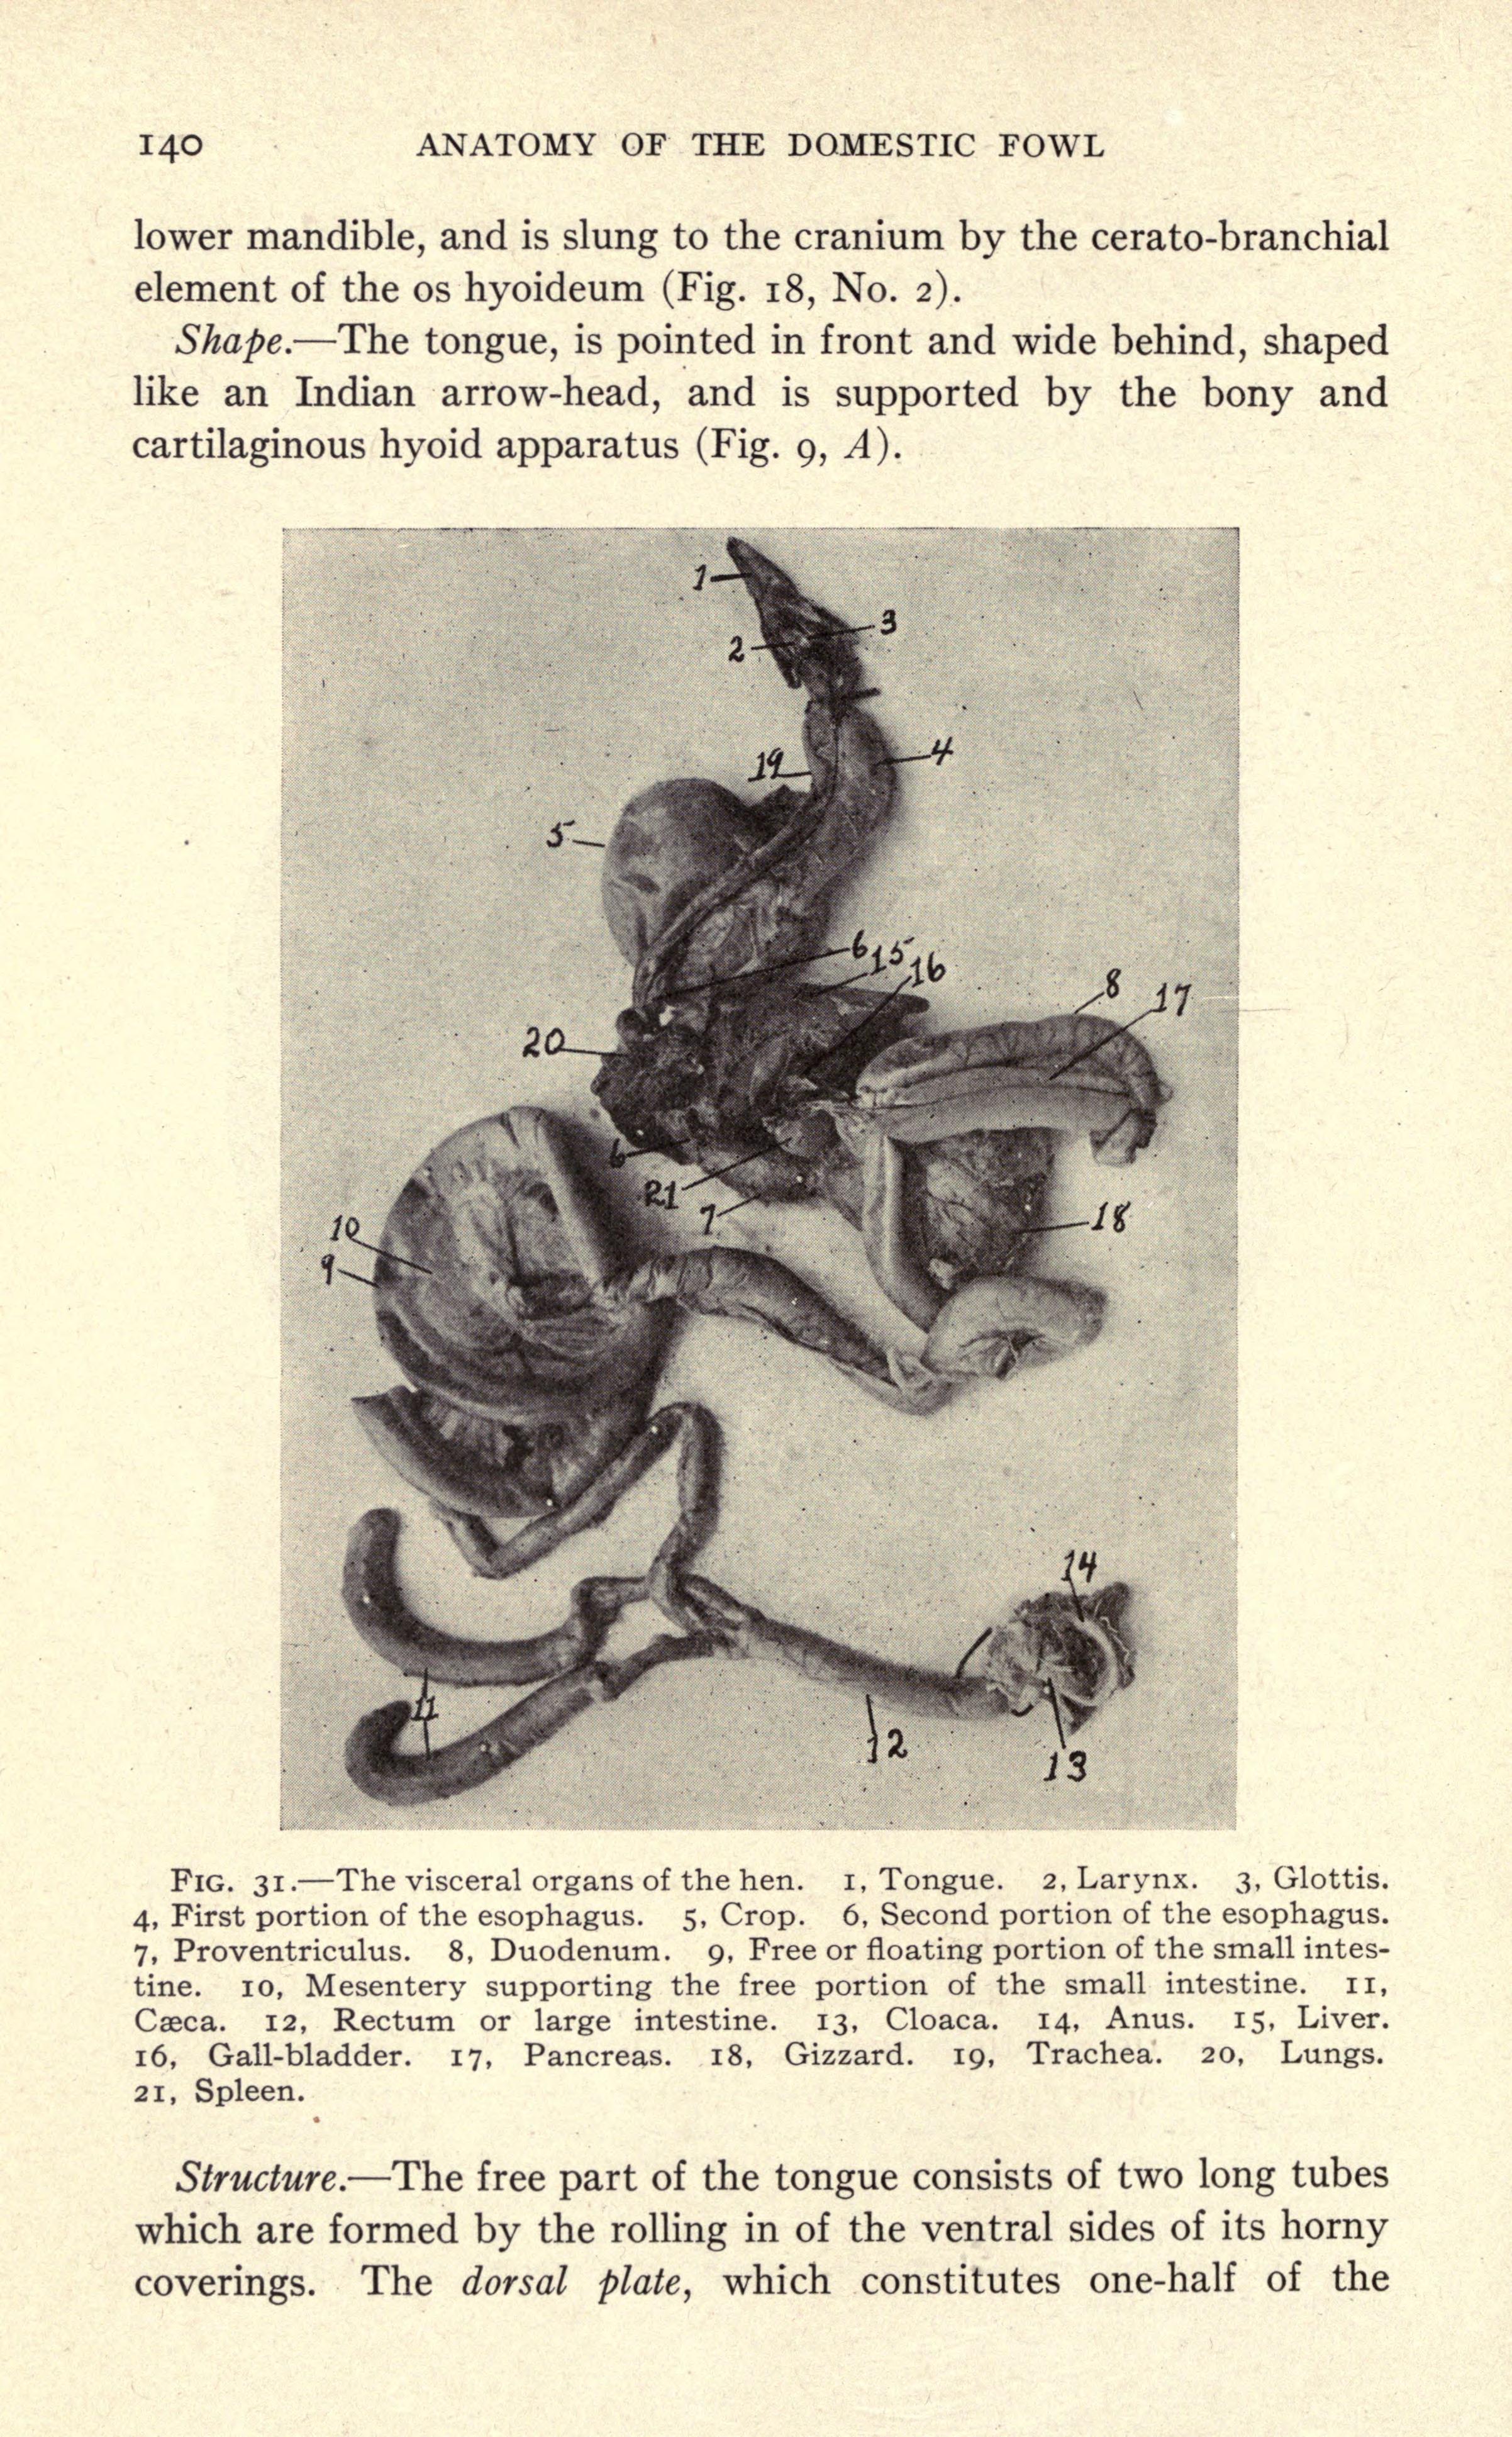 140 ANATOMY OF THE DOMESTIC FOWL
lower mandible, and is slung to the cranium by the cerato-branchial
element of the os hyoideum (Fig. 18, No. 2).
Shape.—The tongue, is pointed in front and wide behind, shaped
like an Indian arrow-head, and is supported by the bony and
cartilaginous hyoid apparatus (Fig. 9, A).
1
3
2
4
19
5
6 15 16
8 17
20
6
21
7
18
10
9
14
11
12
13
FIG. 31.—The visceral organs of the hen. 1, Tongue. 2, Larynx. 3, Glottis.
4, First portion of the esophagus. 5, Crop. 6, Second portion of the esophagus.
7, Proventriculus. 8, Duodenum. 9, Free or floating portion of the small intes-
tine. 10, Mesentery supporting the free portion of the small intestine. 11,
Cæca. 12, Rectum or large intestine. 13, Cloaca. 14, Anus. 15, Liver.
16, Gall-bladder. 17, Pancreas. 18, Gizzard. 19, Trachea. 20, Lungs.
21, Spleen.
Structure.—The free part of the tongue consists of two long tubes
which are formed by the rolling in of the ventral sides of its horny
coverings. The dorsal plate, which constitutes one-half of the